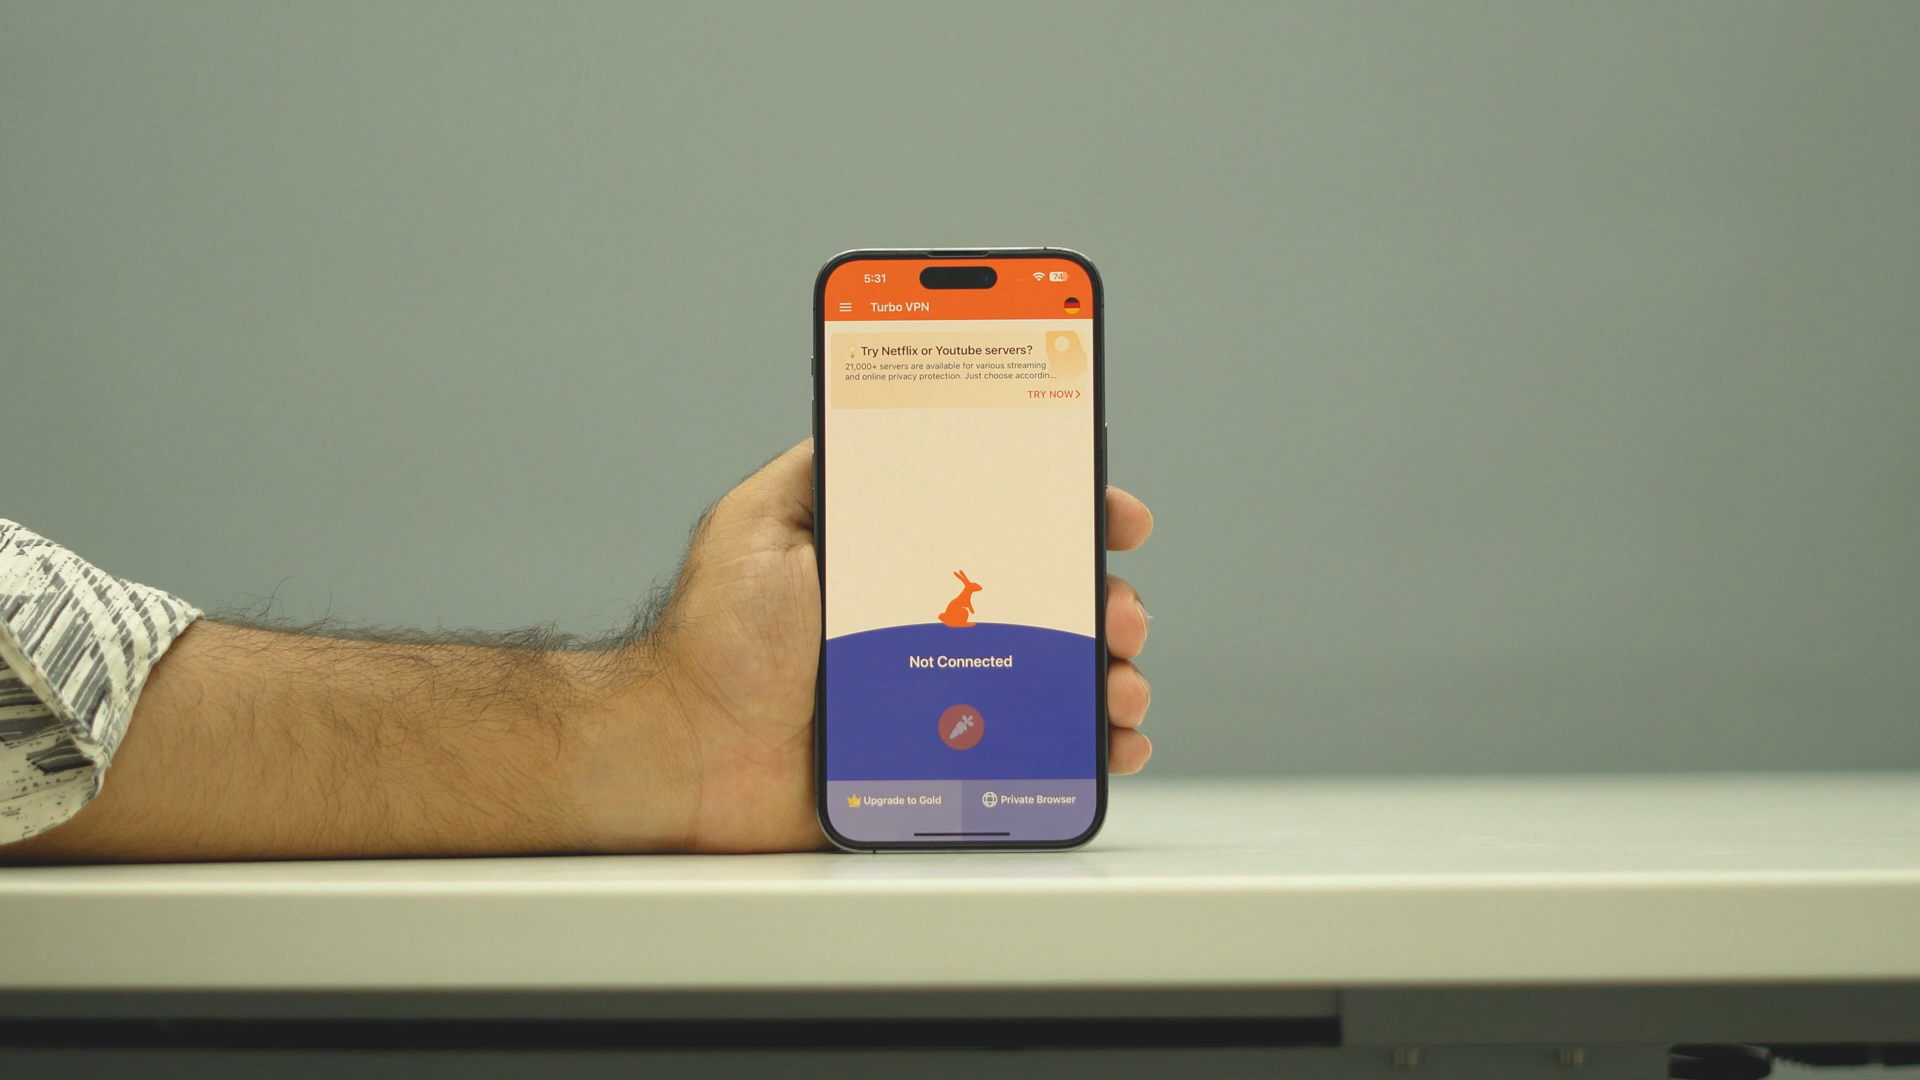 5:31
74
Turbo VPN
Try Netflix or Youtube servers?
21,000+ servers are available for various streaming
and online privacy protection. Just choose accordin...
TRY NOW
Not Connected
Upgrade to Gold
Private Browser